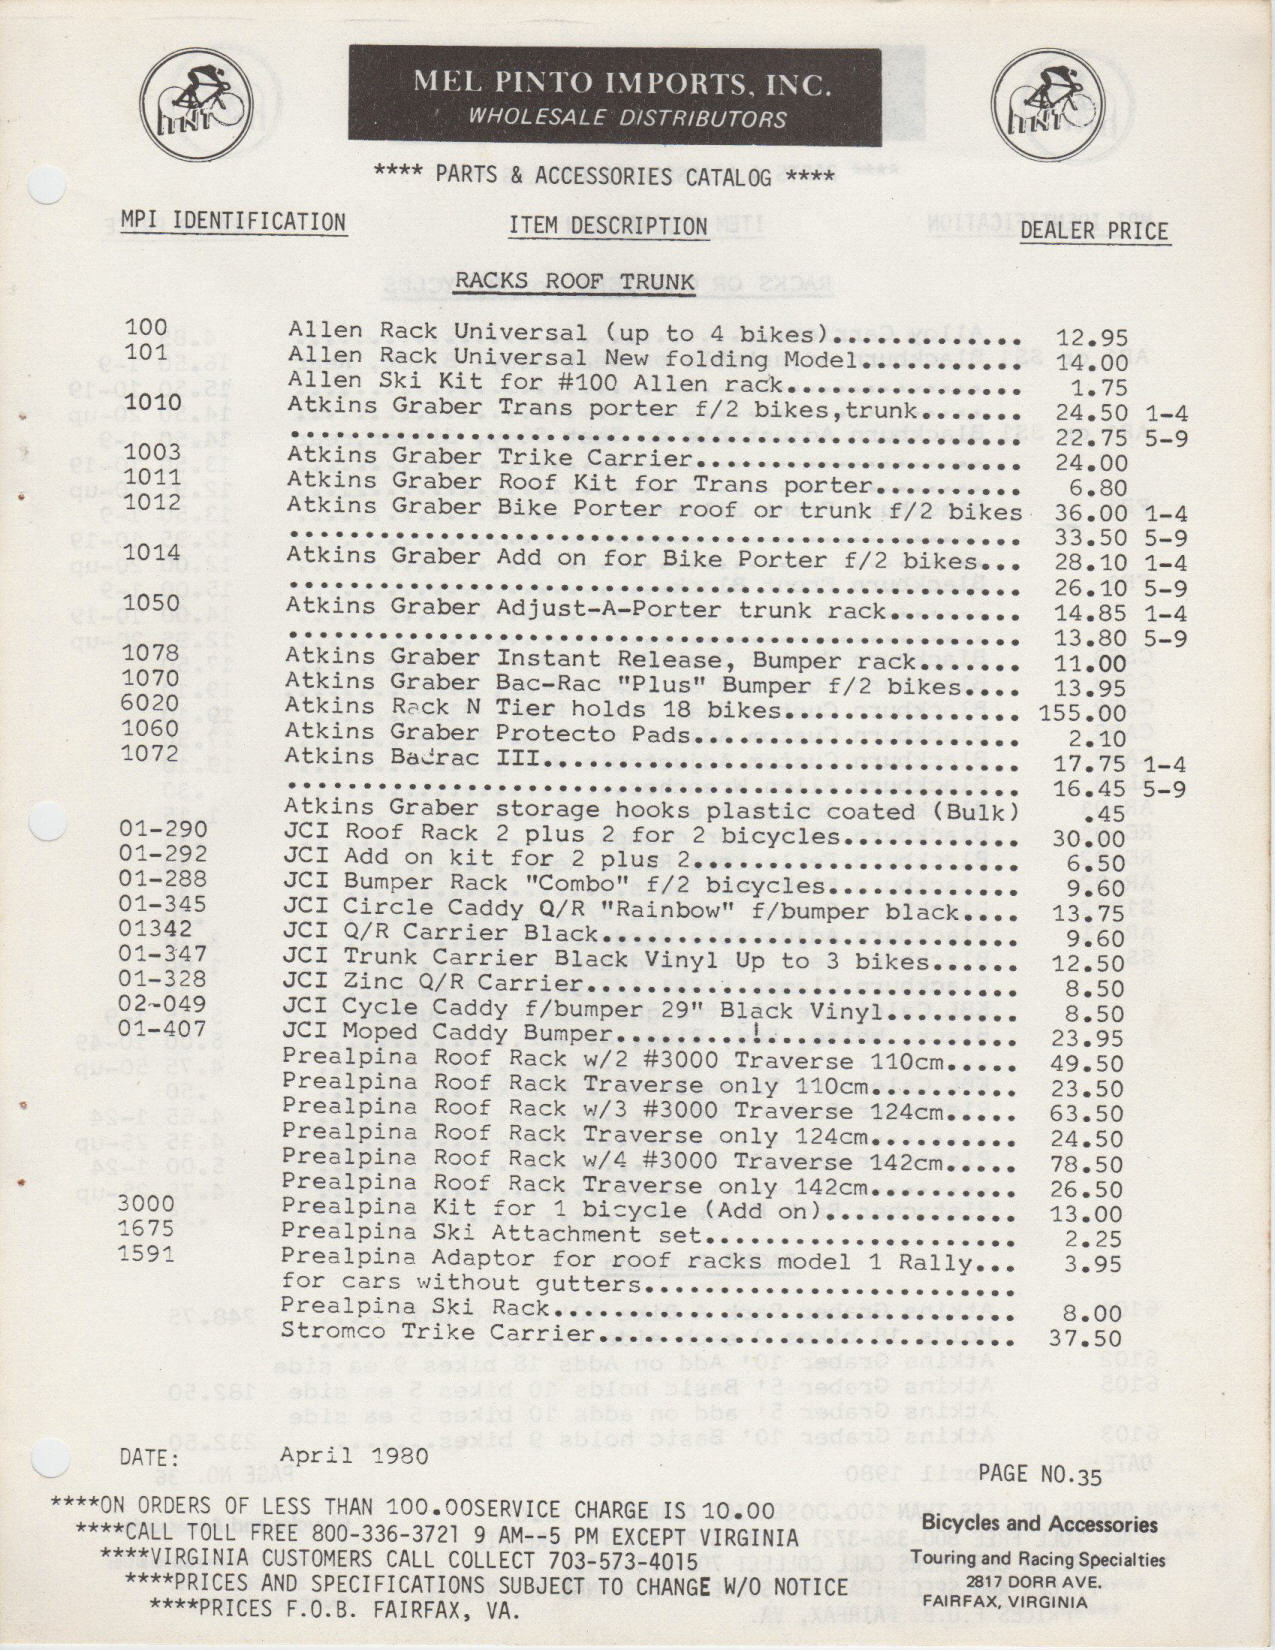 MEL PINTO IMPORTS, INC.
WHOLESALE DISTRIBUTORS
**** PARTS & ACCESSORIES CATALOG ****
MPI IDENTIFICATION ITEM DESCRIPTION DEALER PRICE
RACKS ROOF TRUNK
100 Allen Rack Universal (up to 4 bikes)............. 12.95
101 Allen Rack Universal New folding Model........... 14.00
Allen Ski Kit for #100 Allen rack................ 1.75
1010 Atkins Graber Trans porter f/2 bikes,trunk....... 24.50 1-4
................................................. 22.75 5-9
1003 Atkins Graber Trike Carrier...................... 24.00
1011 Atkins Graber Roof Kit for Trans porter.......... 6.80
1012 Atkins Graber Bike Porter roof or trunk f/2 bikes 36.00 1-4
................................................. 33.50 5-9
1014 Atkins Graber Add on for Bike Porter f/2 bikes... 28.10 1-4
................................................. 26.10 5-9
1050 Atkins Graber Adjust-A-Porter trunk rack......... 14.85 1-4
................................................. 13.80 5-9
1078 Atkins Graber Instant Release, Bumper rack....... 11.00
1070 Atkins Graber Bac-Rac "Plus" Bumper f/2 bikes.... 13.95
6020 Atkins Rack N Tier holds 18 bikes................ 155.00
1060 Atkins Graber Protecto Pads...................... 2.10
1072 Atkins Bacrac III................................ 17.75 1-4
................................................. 16.45 5-9
Atkins Graber storage hooks plastic coated (Bulk) .45
01-290 JCI Roof Rack 2 plus 2 for 2 bicycles............ 30.00
01-292 JCI Add on kit for 2 plus 2...................... 6.50
01-288 JCI Bumper Rack "Combo" f/2 bicycles............. 9.60
01-345 JCI Circle Caddy Q/R "Rainbow" f/bumper black.... 13.75
01342 JCI Q/R Carrier Black............................ 9.60
01-347 JCI Trunk Carrier Black Vinyl Up to 3 bikes...... 12.50
01-328 JCI Zinc Q/R Carrier............................. 8.50
02-049 JCI Cycle Caddy f/bumper 29" Black Vinyl......... 8.50
01-407 JCI Moped Caddy Bumper.........!................. 23.95
Prealpina Roof Rack w/2 #3000 Traverse 110cm..... 49.50
Prealpina Roof Rack Traverse only 110cm.......... 23.50
Prealpina Roof Rack w/3 #3000 Traverse 124cm..... 63.50
Prealpina Roof Rack Traverse only 124cm.......... 24.50
Prealpina Roof Rack w/4 #3000 Traverse 142cm..... 78.50
Prealpina Roof Rack Traverse only 142cm.......... 26.50
3000 Prealpina Kit for 1 bicycle (Add on)............. 13.00
1675 Prealpina Ski Attachment set..................... 2.25
1591 Prealpina Adaptor for roof racks model 1 Rally... 3.95
for cars without gutters.........................
Prealpina Ski Rack............................... 8.00
Stromco Trike Carrier............................ 37.50
DATE: April 1980
PAGE NO.35
****ON ORDERS OF LESS THAN 100.00SERVICE CHARGE IS 10.00
****CALL TOLL FREE 800-336-3721 9 AM--5 PM EXCEPT VIRGINIA
****VIRGINIA CUSTOMERS CALL COLLECT 703-573-4015
****PRICES AND SPECIFICATIONS SUBJECT TO CHANGE W/O NOTICE
****PRICES F.O.B. FAIRFAX, VA.
Bicycles and Accessories
Touring and Racing Specialties
2817 DORR AVE.
FAIRFAX, VIRGINIA